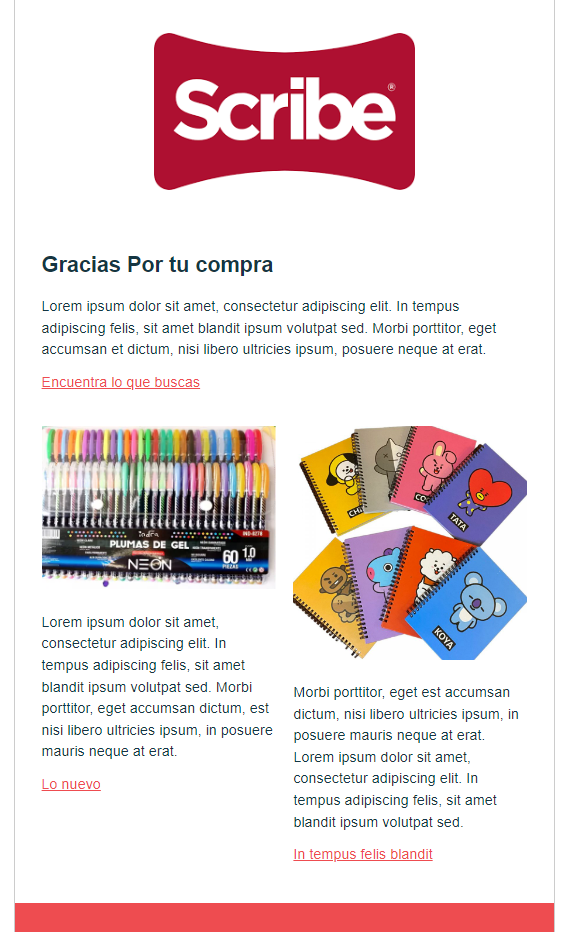 Scribe®
Gracias Por tu compra
Lorem ipsum dolor sit amet, consectetur adipiscing elit. In tempus
adipiscing felis, sit amet blandit ipsum volutpat sed. Morbi porttitor, eget
accumsan et dictum, nisi libero ultricies ipsum, posuere neque at erat.
Encuentra lo que buscas
indra
PLUMAS DE GEL
NEON
60
PIEZAS
1.0
Lorem ipsum dolor sit amet,
consectetur adipiscing elit. In
tempus adipiscing felis, sit amet
blandit ipsum volutpat sed. Morbi
porttitor, eget accumsan dictum, est
nisi libero ultricies ipsum, in posuere
mauris neque at erat.
Lo nuevo
TATA
KOYA
Morbi porttitor, eget est accumsan
dictum, nisi libero ultricies ipsum, in
posuere mauris neque at erat.
Lorem ipsum dolor sit amet,
consectetur adipiscing elit. In
tempus adipiscing felis, sit amet
blandit ipsum volutpat sed.
In tempus felis blandit